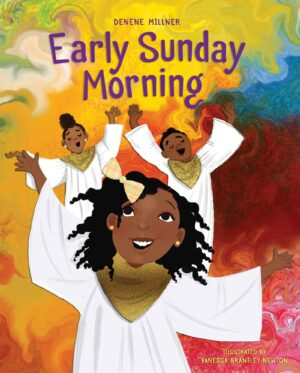 DENENE MILLNER
Early Sunday
Morning
ILLUSTRATED BY
VANESSA BRANTLEY-NEWTON